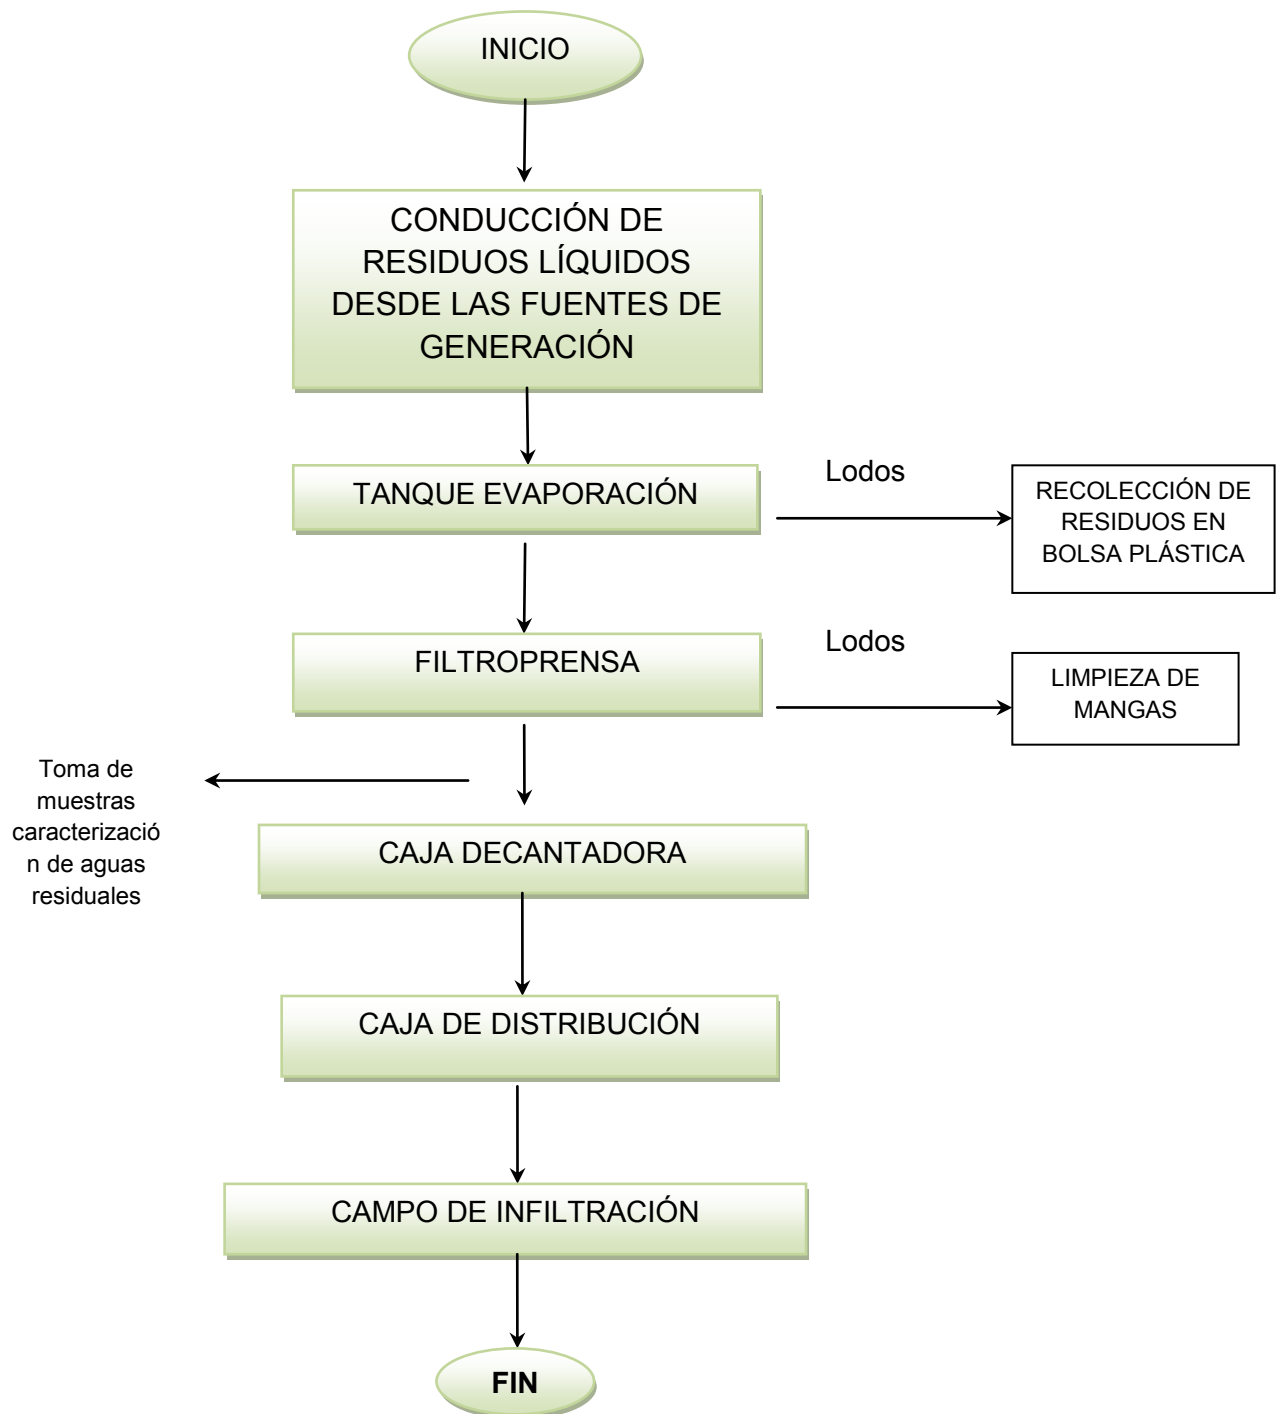 INICIO
CONDUCCIÓN DE
RESIDUOS LÍQUIDOS
DESDE LAS FUENTES DE
GENERACIÓN
TANQUE EVAPORACIÓN
Lodos
RECOLECCIÓN DE
RESIDUOS EN
BOLSA PLÁSTICA
FILTROPRENSA
Lodos
LIMPIEZA DE
MANGAS
Toma de
muestras
caracterizació
n de aguas
residuales
CAJA DECANTADORA
CAJA DE DISTRIBUCIÓN
CAMPO DE INFILTRACIÓN
FIN